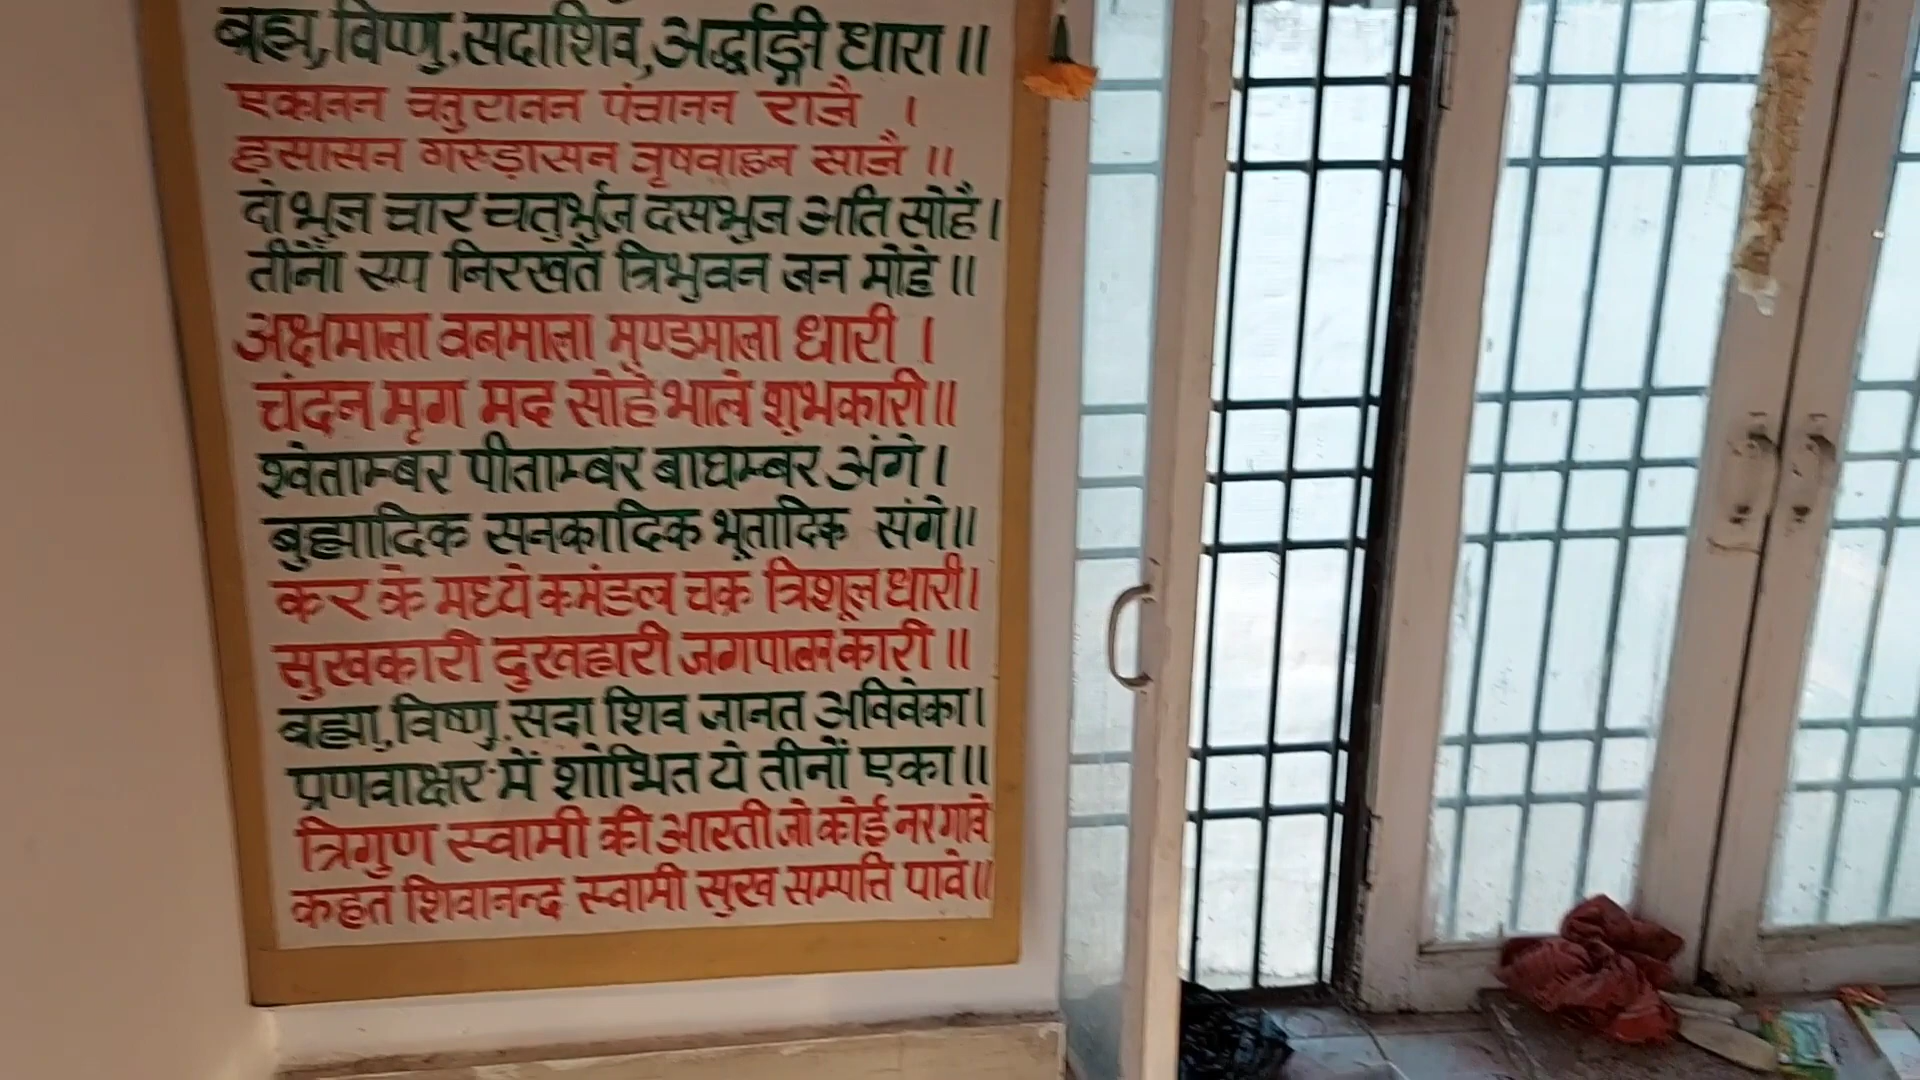 ब्रह्म,विष्णु,सदाशिव,अर्द्धाङ्गी धारा॥
एकानन चतुरानन पंचानन राजै ।
हंसासन गरुड़ासन वृषवाहन साजै ॥
दो भुज चार चतुर्भुज दसभुज अति सोहै।
तीनों रूप निरखतें त्रिभुवन जन मोहे ॥
अक्षमाला वनमाला मुण्डमाला धारी ।
चंदन मृग मद सोहै भाले शुभकारी॥
श्वेताम्बर पीताम्बर बाघम्बर अंगे।
बुह्मादिक सनकादिक भूतादिक संगे॥
कर के मध्ये कमंडल चक्र त्रिशूल धारी।
सुखकारी दुखहारी जगपालन कारी ॥
ब्रह्मा,विष्णु,सदा शिव जानत अविवेका।
प्रणवाक्षर में शोभित ये तीनों एका॥
त्रिगुण स्वामी की आरती जो कोई नर गावे
कहत शिवानन्द स्वामी सुख सम्पत्ति पावे॥